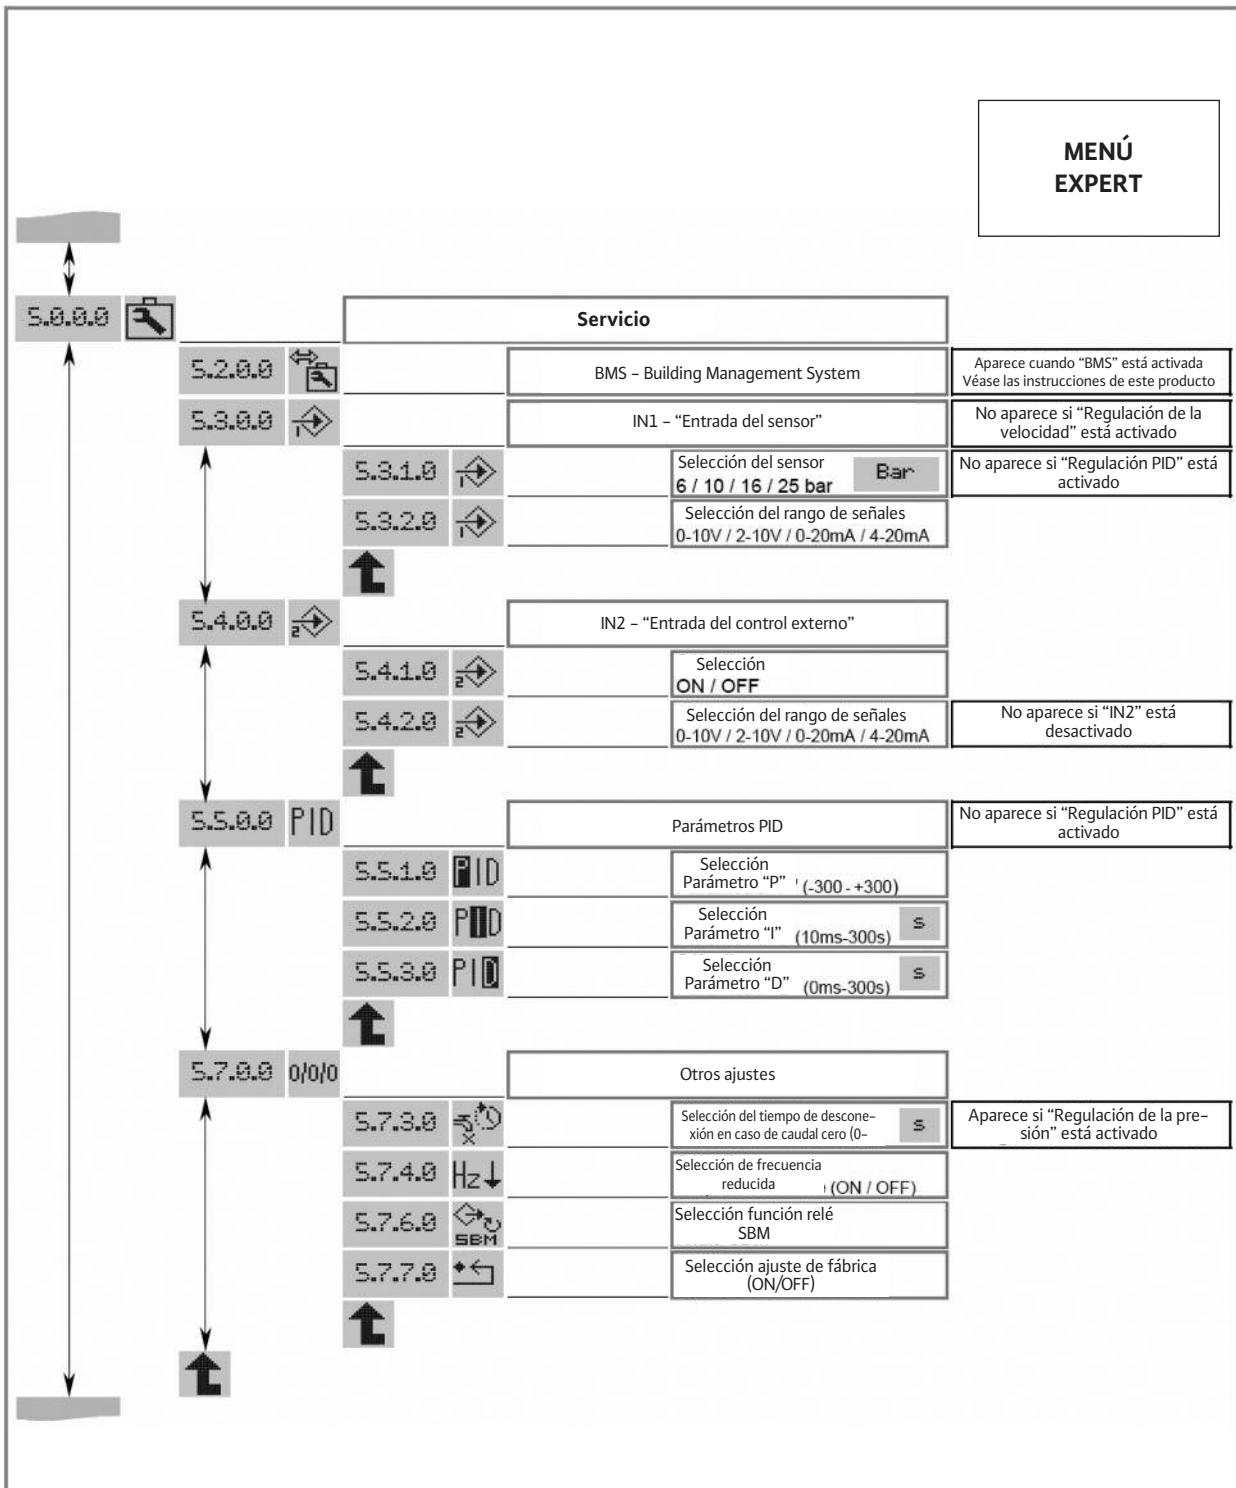 MENÚ
EXPERT
5.0.0.0
Servicio
5.2.0.0
BMS – Building Management System
Aparece cuando “BMS” está activada
Véase las instrucciones de este producto
5.3.0.0
1
IN1 – “Entrada del sensor”
No aparece si “Regulación de la
velocidad” está activado
5.3.1.0
1
Selección del sensor
6 / 10 / 16 / 25 bar
Bar
No aparece si “Regulación PID” está
activado
5.3.2.0
1
Selección del rango de señales
0-10V / 2-10V / 0-20mA / 4-20mA
5.4.0.0
2
IN2 – “Entrada del control externo”
5.4.1.0
2
Selección
ON / OFF
5.4.2.0
2
Selección del rango de señales
0-10V / 2-10V / 0-20mA / 4-20mA
No aparece si “IN2” está
desactivado
5.5.0.0
PID
Parámetros PID
No aparece si “Regulación PID” está
activado
5.5.1.0
PID
Selección
Parámetro “P” (-300 - +300)
5.5.2.0
PID
Selección
Parámetro “I” (10ms-300s)
s
5.5.3.0
PID
Selección
Parámetro “D” (0ms-300s)
s
5.7.0.0
0/0/0
Otros ajustes
5.7.3.0
X
Selección del tiempo de descone–
xión en caso de caudal cero (0–
s
Aparece si “Regulación de la pre–
sión” está activado
5.7.4.0
Hz
Selección de frecuencia
reducida (ON / OFF)
5.7.6.0
SBM
Selección función relé
SBM
5.7.7.0
Selección ajuste de fábrica
(ON/OFF)